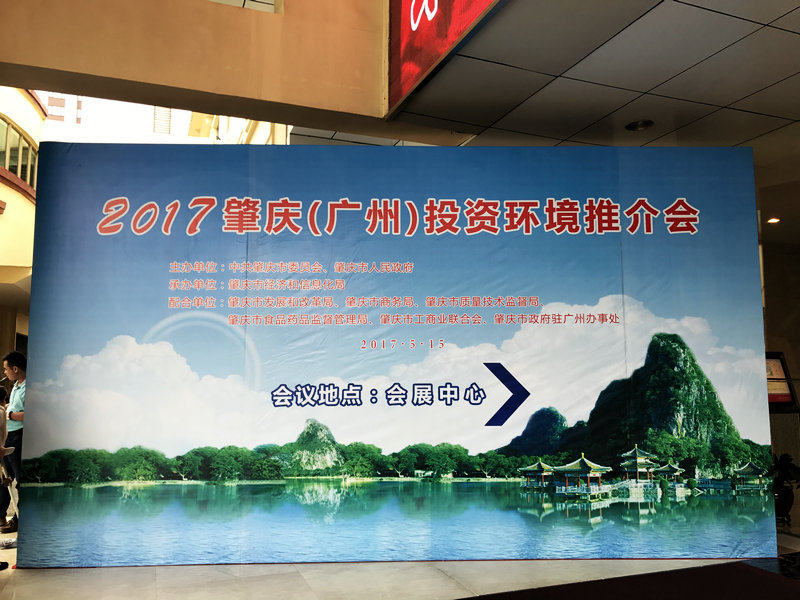 2017肇庆(广州)投资环境推介会
主办单位：中共肇庆市委员会、肇庆市人民政府
承办单位：肇庆市经济和信息化局
配合单位：肇庆市发展和改革局、肇庆市商务局、肇庆市质量技术监督局、
肇庆市食品药品监督管理局、肇庆市工商业联合会、肇庆市政府驻广州办事处
2017·5·15
会议地点：会展中心